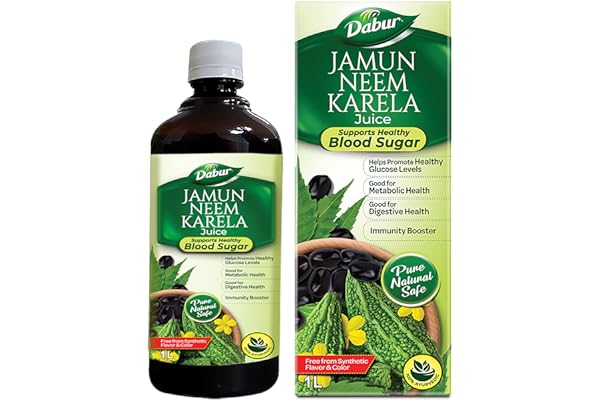 Dabur
JAMUN
NEEM
KARELA
Juice
Supports Healthy
Blood Sugar
Helps Promote Healthy
Glucose Levels
Good for
Metabolic Health
Good for
Digestive Health
Immunity Booster
Pure
Natural
Safe
Free from Synthetic
Flavor & Color
1L
Dabur
JAMUN
NEEM
KARELA
Juice
Supports Healthy
Blood Sugar
Helps Promote Healthy
Glucose Levels
Good for
Metabolic Health
Good for
Digestive Health
Immunity Booster
Pure
Natural
Safe
Free from Synthetic
Flavor & Color
1L
100% AYURVEDIC